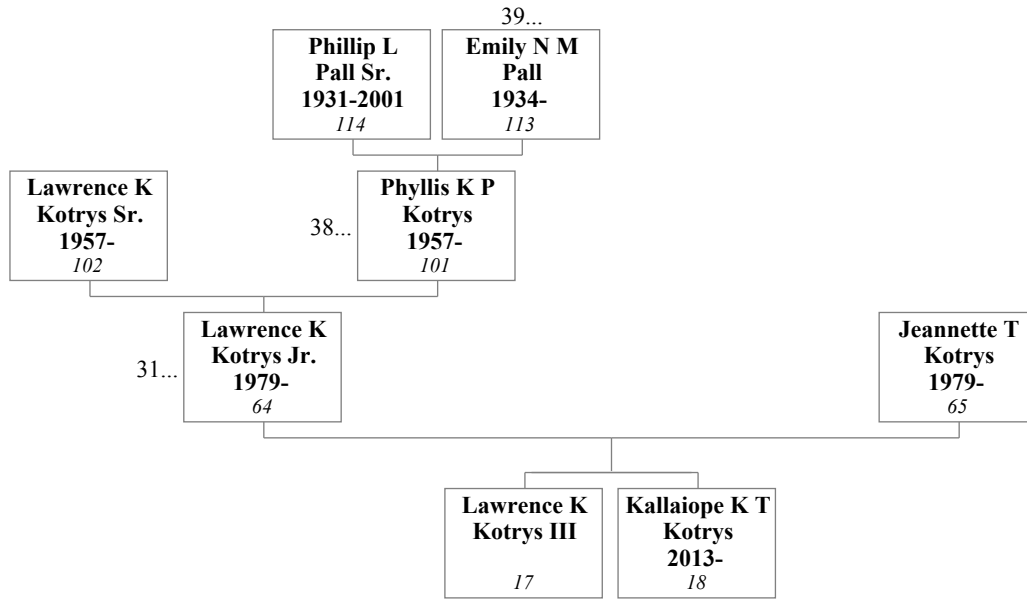 39...
Phillip L
Pall Sr.
1931-2001
114
Emily N M
Pall
1934-
113
Lawrence K
Kotrys Sr.
1957-
102
38...
Phyllis K P
Kotrys
1957-
101
31...
Lawrence K
Kotrys Jr.
1979-
64
Jeannette T
Kotrys
1979-
65
Lawrence K
Kotrys III
17
Kallaiope K T
Kotrys
2013-
18